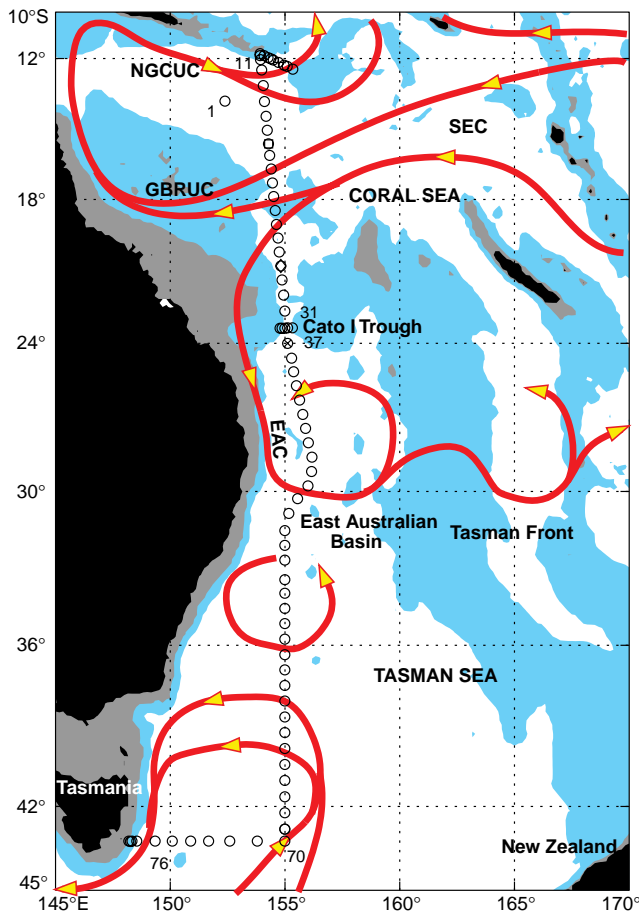 10°S
12°
11
NGCUC
1
SEC
GBRUC
CORAL SEA
18°
31
Cato I Trough
24°
37
EAC
30°
East Australian
Basin
Tasman Front
36°
TASMAN SEA
Tasmania
42°
76
70
New Zealand
45°
145°E
150°
155°
160°
165°
170°